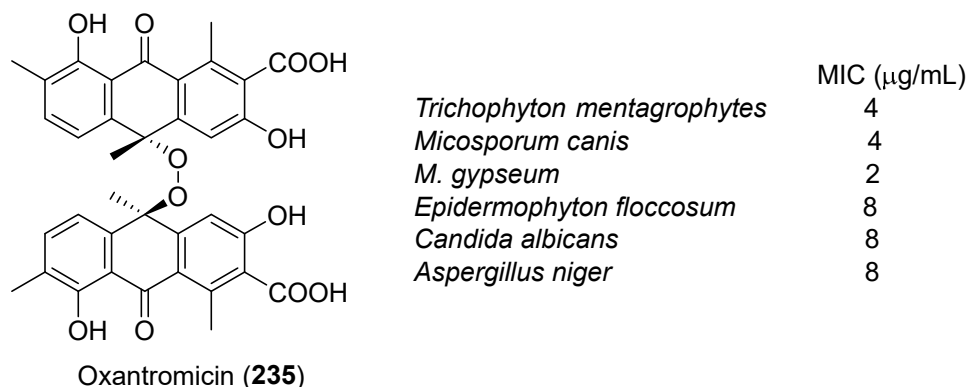 OH
O
COOH
OH
O
O
OH
COOH
OH
O
MIC (μg/mL)
Trichophyton mentagrophytes 4
Micosporum canis 4
M. gypseum 2
Epidermophyton floccosum 8
Candida albicans 8
Aspergillus niger 8
Oxantromicin (235)